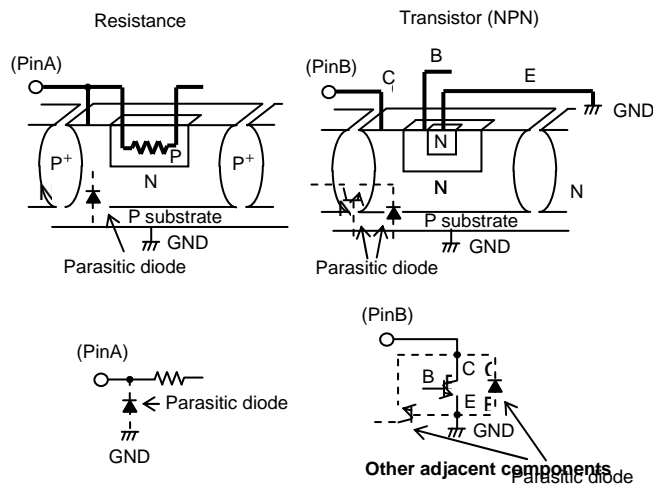 Resistance
Transistor (NPN)
(PinA)
P+
P
P+
N
P substrate
GND
Parasitic diode
(PinB)
C
B
E
GND
N
N
N
P substrate
GND
Parasitic diode
(PinA)
Parasitic diode
GND
(PinB)
C
B
E
GND
Other adjacent components
Parasitic diode